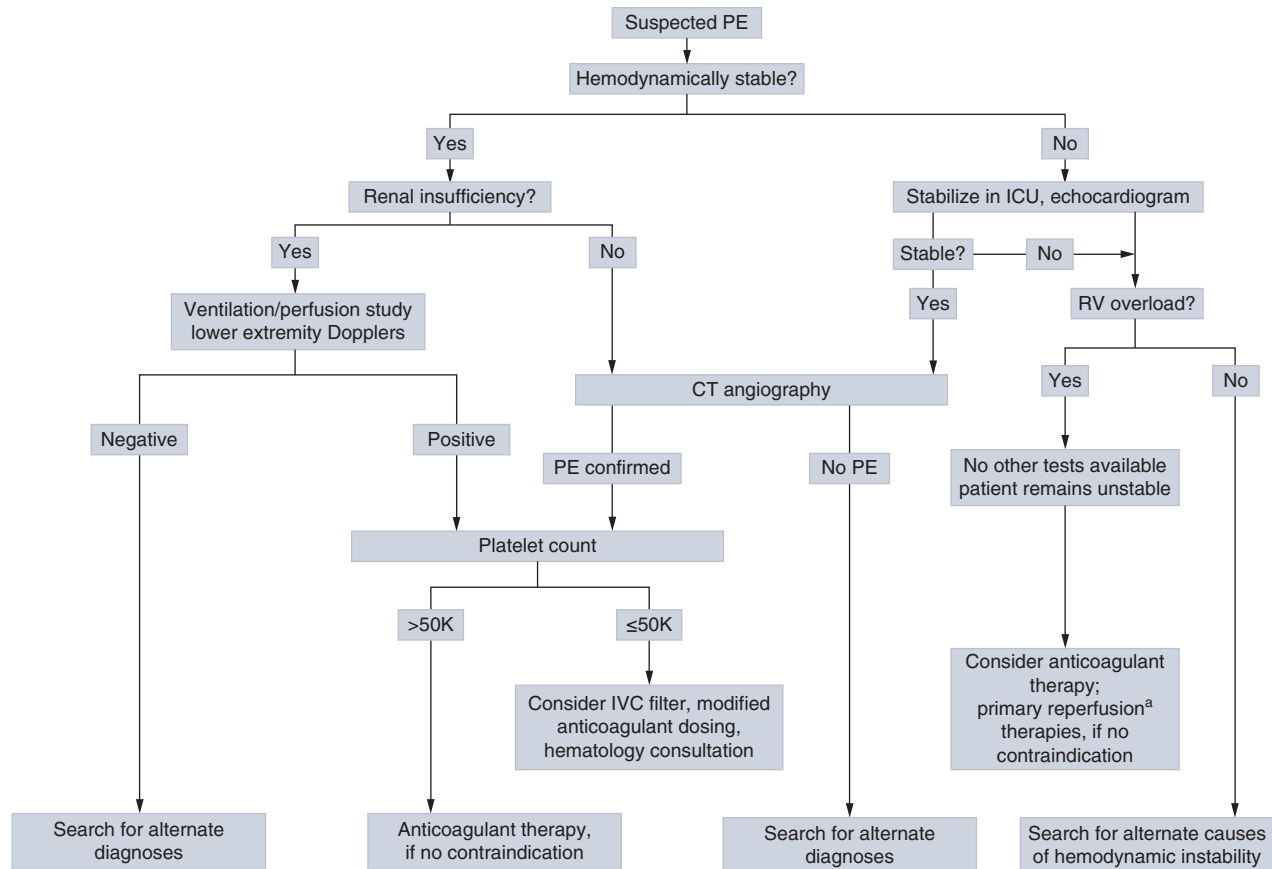 Suspected PE
Hemodynamically stable?
Yes
No
Renal insufficiency?
Stabilize in ICU, echocardiogram
Yes
No
Stable?
No
Ventilation/perfusion study
lower extremity Dopplers
Yes
RV overload?
CT angiography
Yes
No
Negative
Positive
PE confirmed
No PE
No other tests available
patient remains unstable
Platelet count
>50K
≤50K
Consider IVC filter, modified
anticoagulant dosing,
hematology consultation
Consider anticoagulant
therapy;
primary reperfusionᵃ
therapies, if no
contraindication
Search for alternate
diagnoses
Anticoagulant therapy,
if no contraindication
Search for alternate
diagnoses
Search for alternate causes
of hemodynamic instability